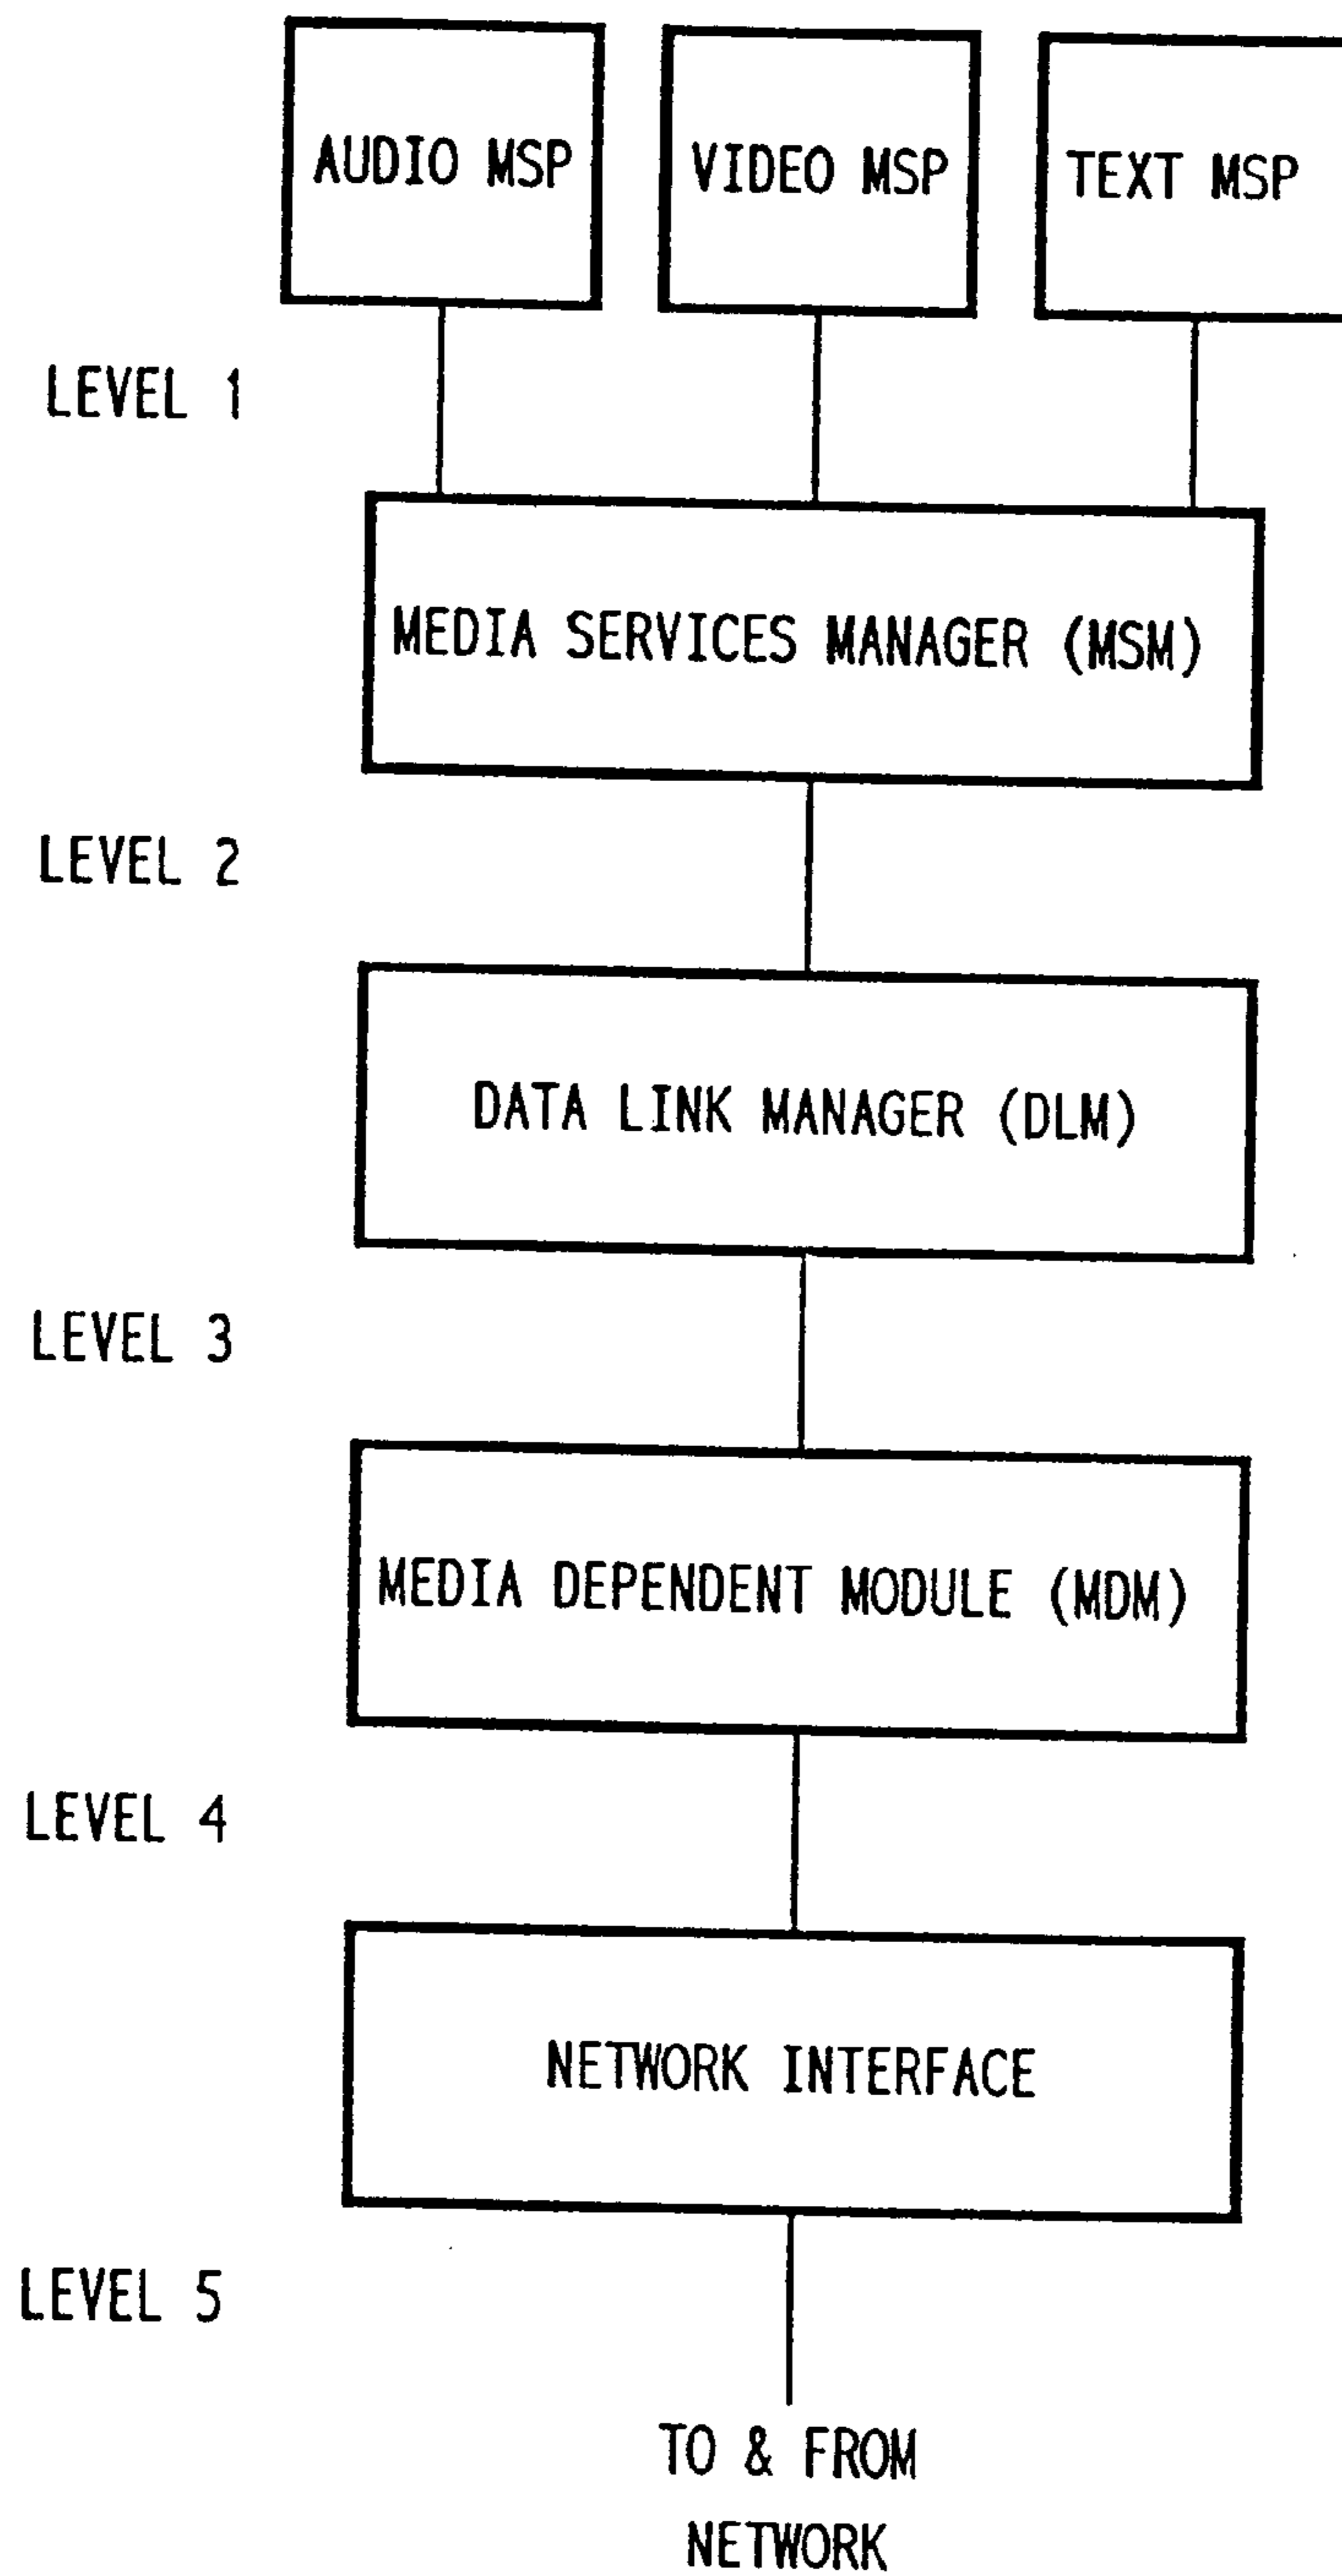 AUDIO MSP
VIDEO MSP
TEXT MSP
LEVEL 1
MEDIA SERVICES MANAGER (MSM)
LEVEL 2
DATA LINK MANAGER (DLM)
LEVEL 3
MEDIA DEPENDENT MODULE (MDM)
LEVEL 4
NETWORK INTERFACE
LEVEL 5
TO & FROM
NETWORK